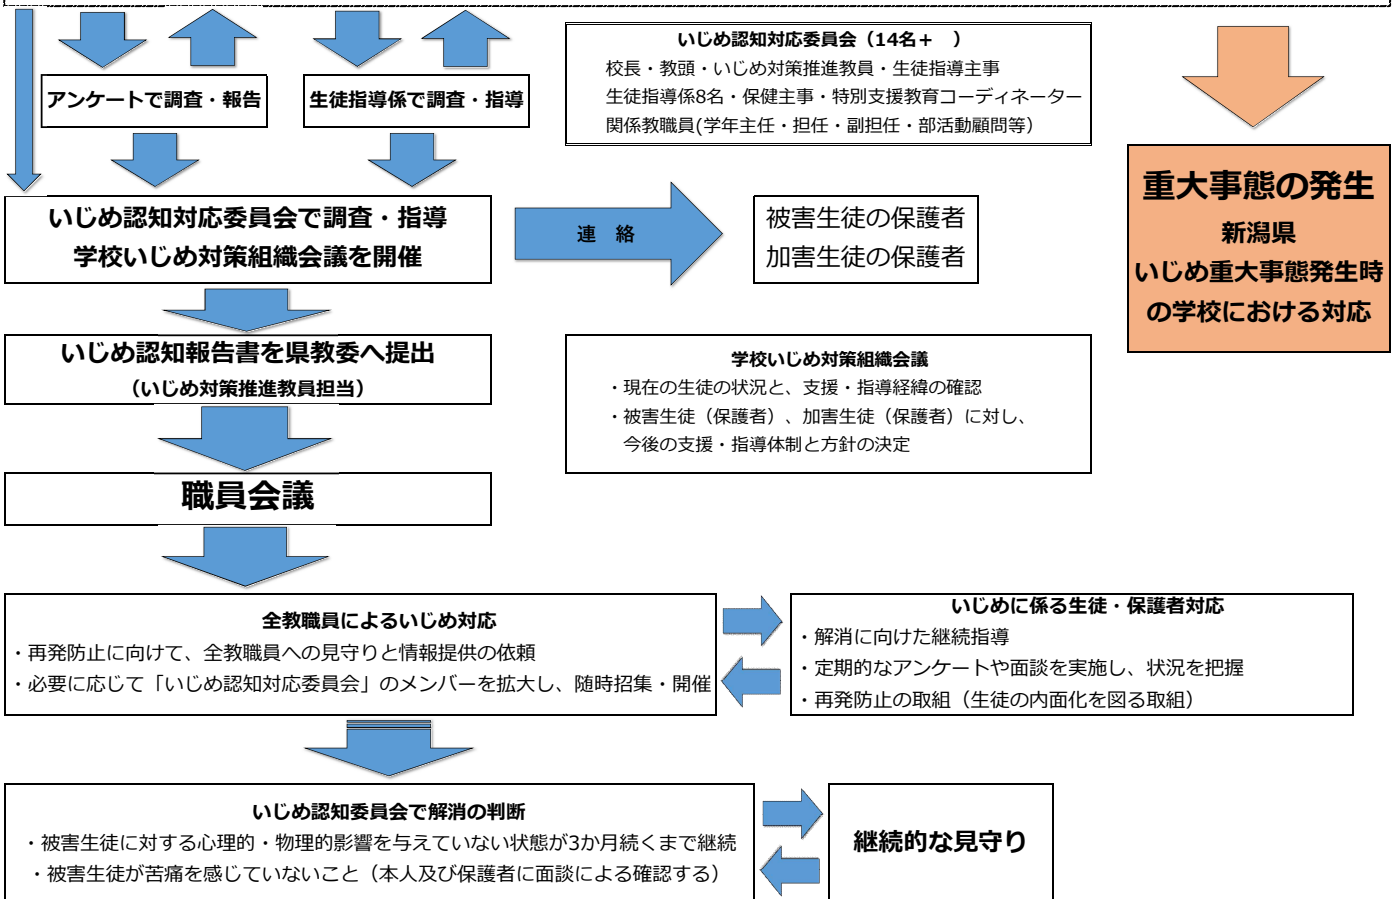 いじめ認知対応委員会（14名＋　）
校長・教頭・いじめ対策推進教員・生徒指導主事
生徒指導係8名・保健主事・特別支援教育コーディネーター
関係教職員(学年主任・担任・副担任・部活動顧問等）
アンケートで調査・報告
生徒指導係で調査・指導
重大事態の発生
新潟県
いじめ重大事態発生時
の学校における対応
いじめ認知対応委員会で調査・指導
学校いじめ対策組織会議を開催
連　絡
被害生徒の保護者
加害生徒の保護者
いじめ認知報告書を県教委へ提出
（いじめ対策推進教員担当）
学校いじめ対策組織会議
・現在の生徒の状況と、支援・指導経緯の確認
・被害生徒（保護者）、加害生徒（保護者）に対し、
今後の支援・指導体制と方針の決定
職員会議
全教職員によるいじめ対応
・再発防止に向けて、全教職員への見守りと情報提供の依頼
・必要に応じて「いじめ認知対応委員会」のメンバーを拡大し、随時招集・開催
いじめに係る生徒・保護者対応
・解消に向けた継続指導
・定期的なアンケートや面談を実施し、状況を把握
・再発防止の取組（生徒の内面化を図る取組）
いじめ認知委員会で解消の判断
・被害生徒に対する心理的・物理的影響を与えていない状態が3か月続くまで継続
・被害生徒が苦痛を感じていないこと（本人及び保護者に面談による確認する）
継続的な見守り